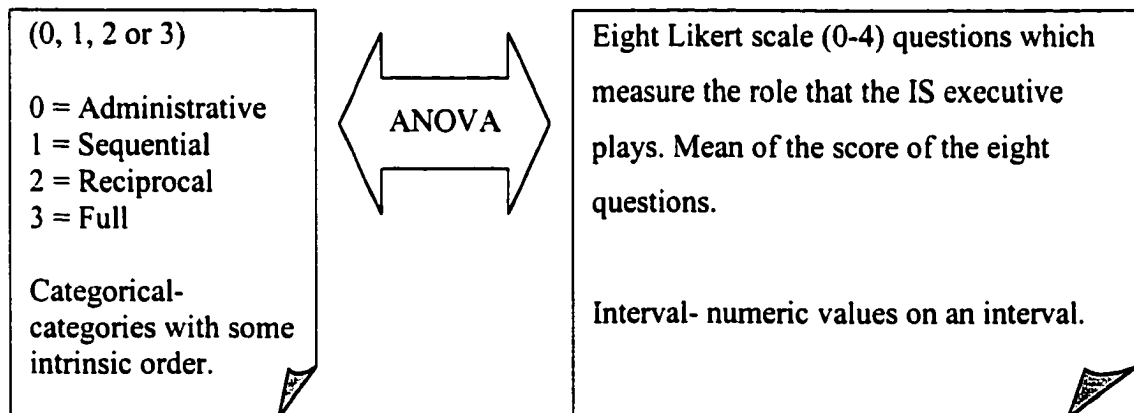 (0, 1, 2 or 3)
0 = Administrative
1 = Sequential
2 = Reciprocal
3 = Full
Categorical-
categories with some
intrinsic order.
ANOVA
Eight Likert scale (0-4) questions which
measure the role that the IS executive
plays. Mean of the score of the eight
questions.
Interval- numeric values on an interval.